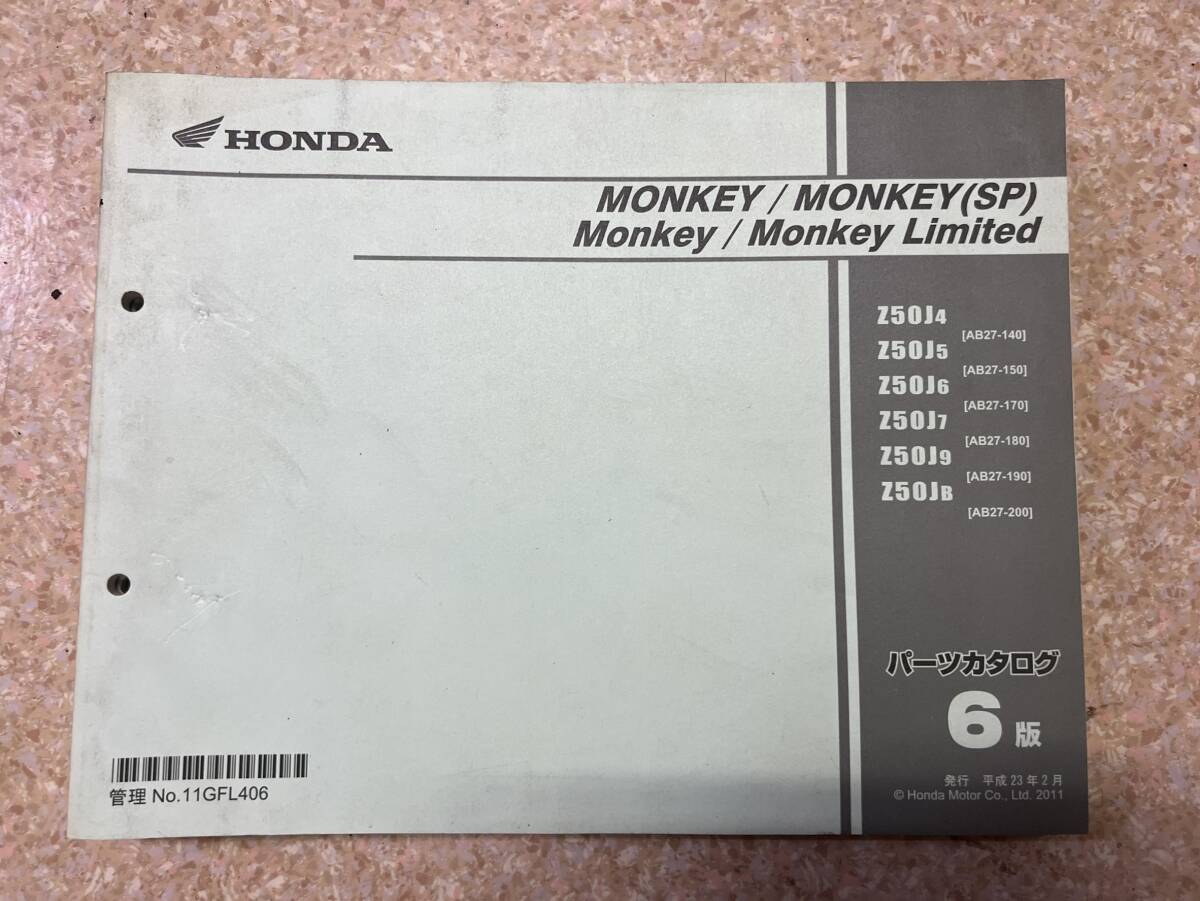 HONDA
MONKEY / MONKEY(SP)
Monkey / Monkey Limited
Z50J4
[AB27-140]
Z50J5
[AB27-150]
Z50J6
[AB27-170]
Z50J7
[AB27-180]
Z50J9
[AB27-190]
Z50JB
[AB27-200]
パーツカタログ
6版
発行 平成23年2月
© Honda Motor Co., Ltd. 2011
管理 No.11GFL406